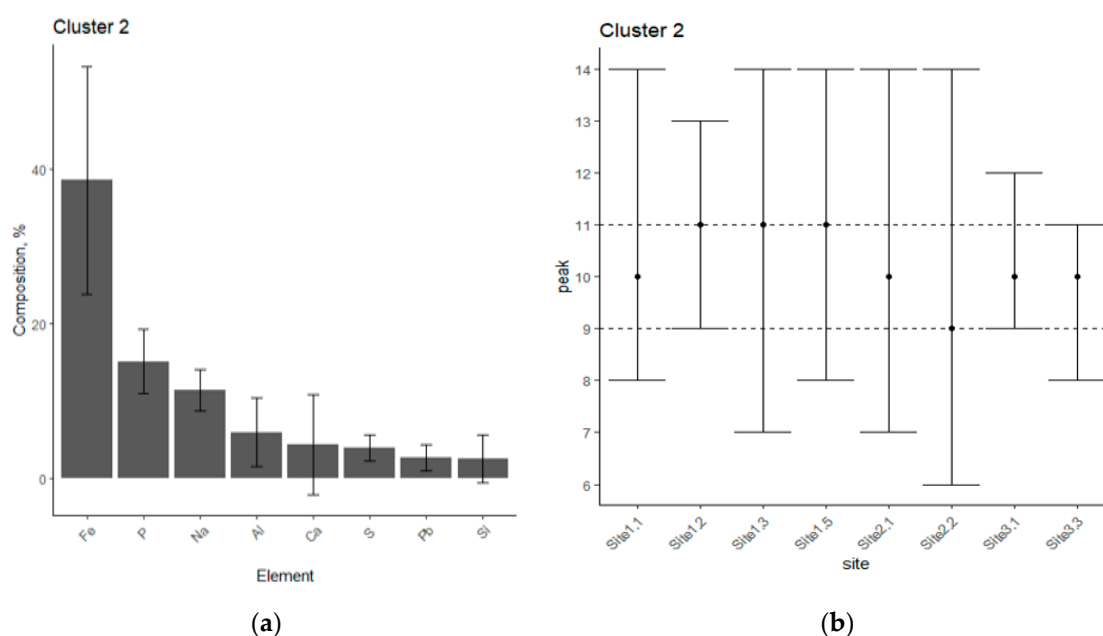 Cluster 2
Composition, %
40
20
0
Fe
P
Na
Al
Ca
S
Pb
Si
Element
(a)
Cluster 2
peak
14
13
12
11
10
9
8
7
6
Site1.1
Site1.2
Site1.3
Site1.5
Site2.1
Site2.2
Site3.1
Site3.3
site
(b)